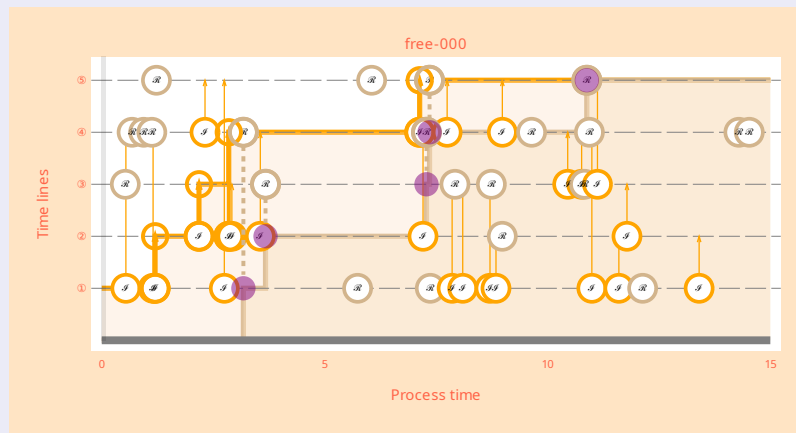 free-000
⑤
ℛ ℛ
④
ℛ ℛ ℛ ℐ ℛ ℐ ℐ ℛ ℛ ℛ ℛ
③
ℛ ℛ ℛ ℛ ℐ
②
ℐ ℐ ℐ ℛ ℐ
①
ℐ ℐ ℛ ℛ ℐ ℐ ℐ ℐ ℐ ℛ ℐ
0 5 10 15
Process time
Time lines